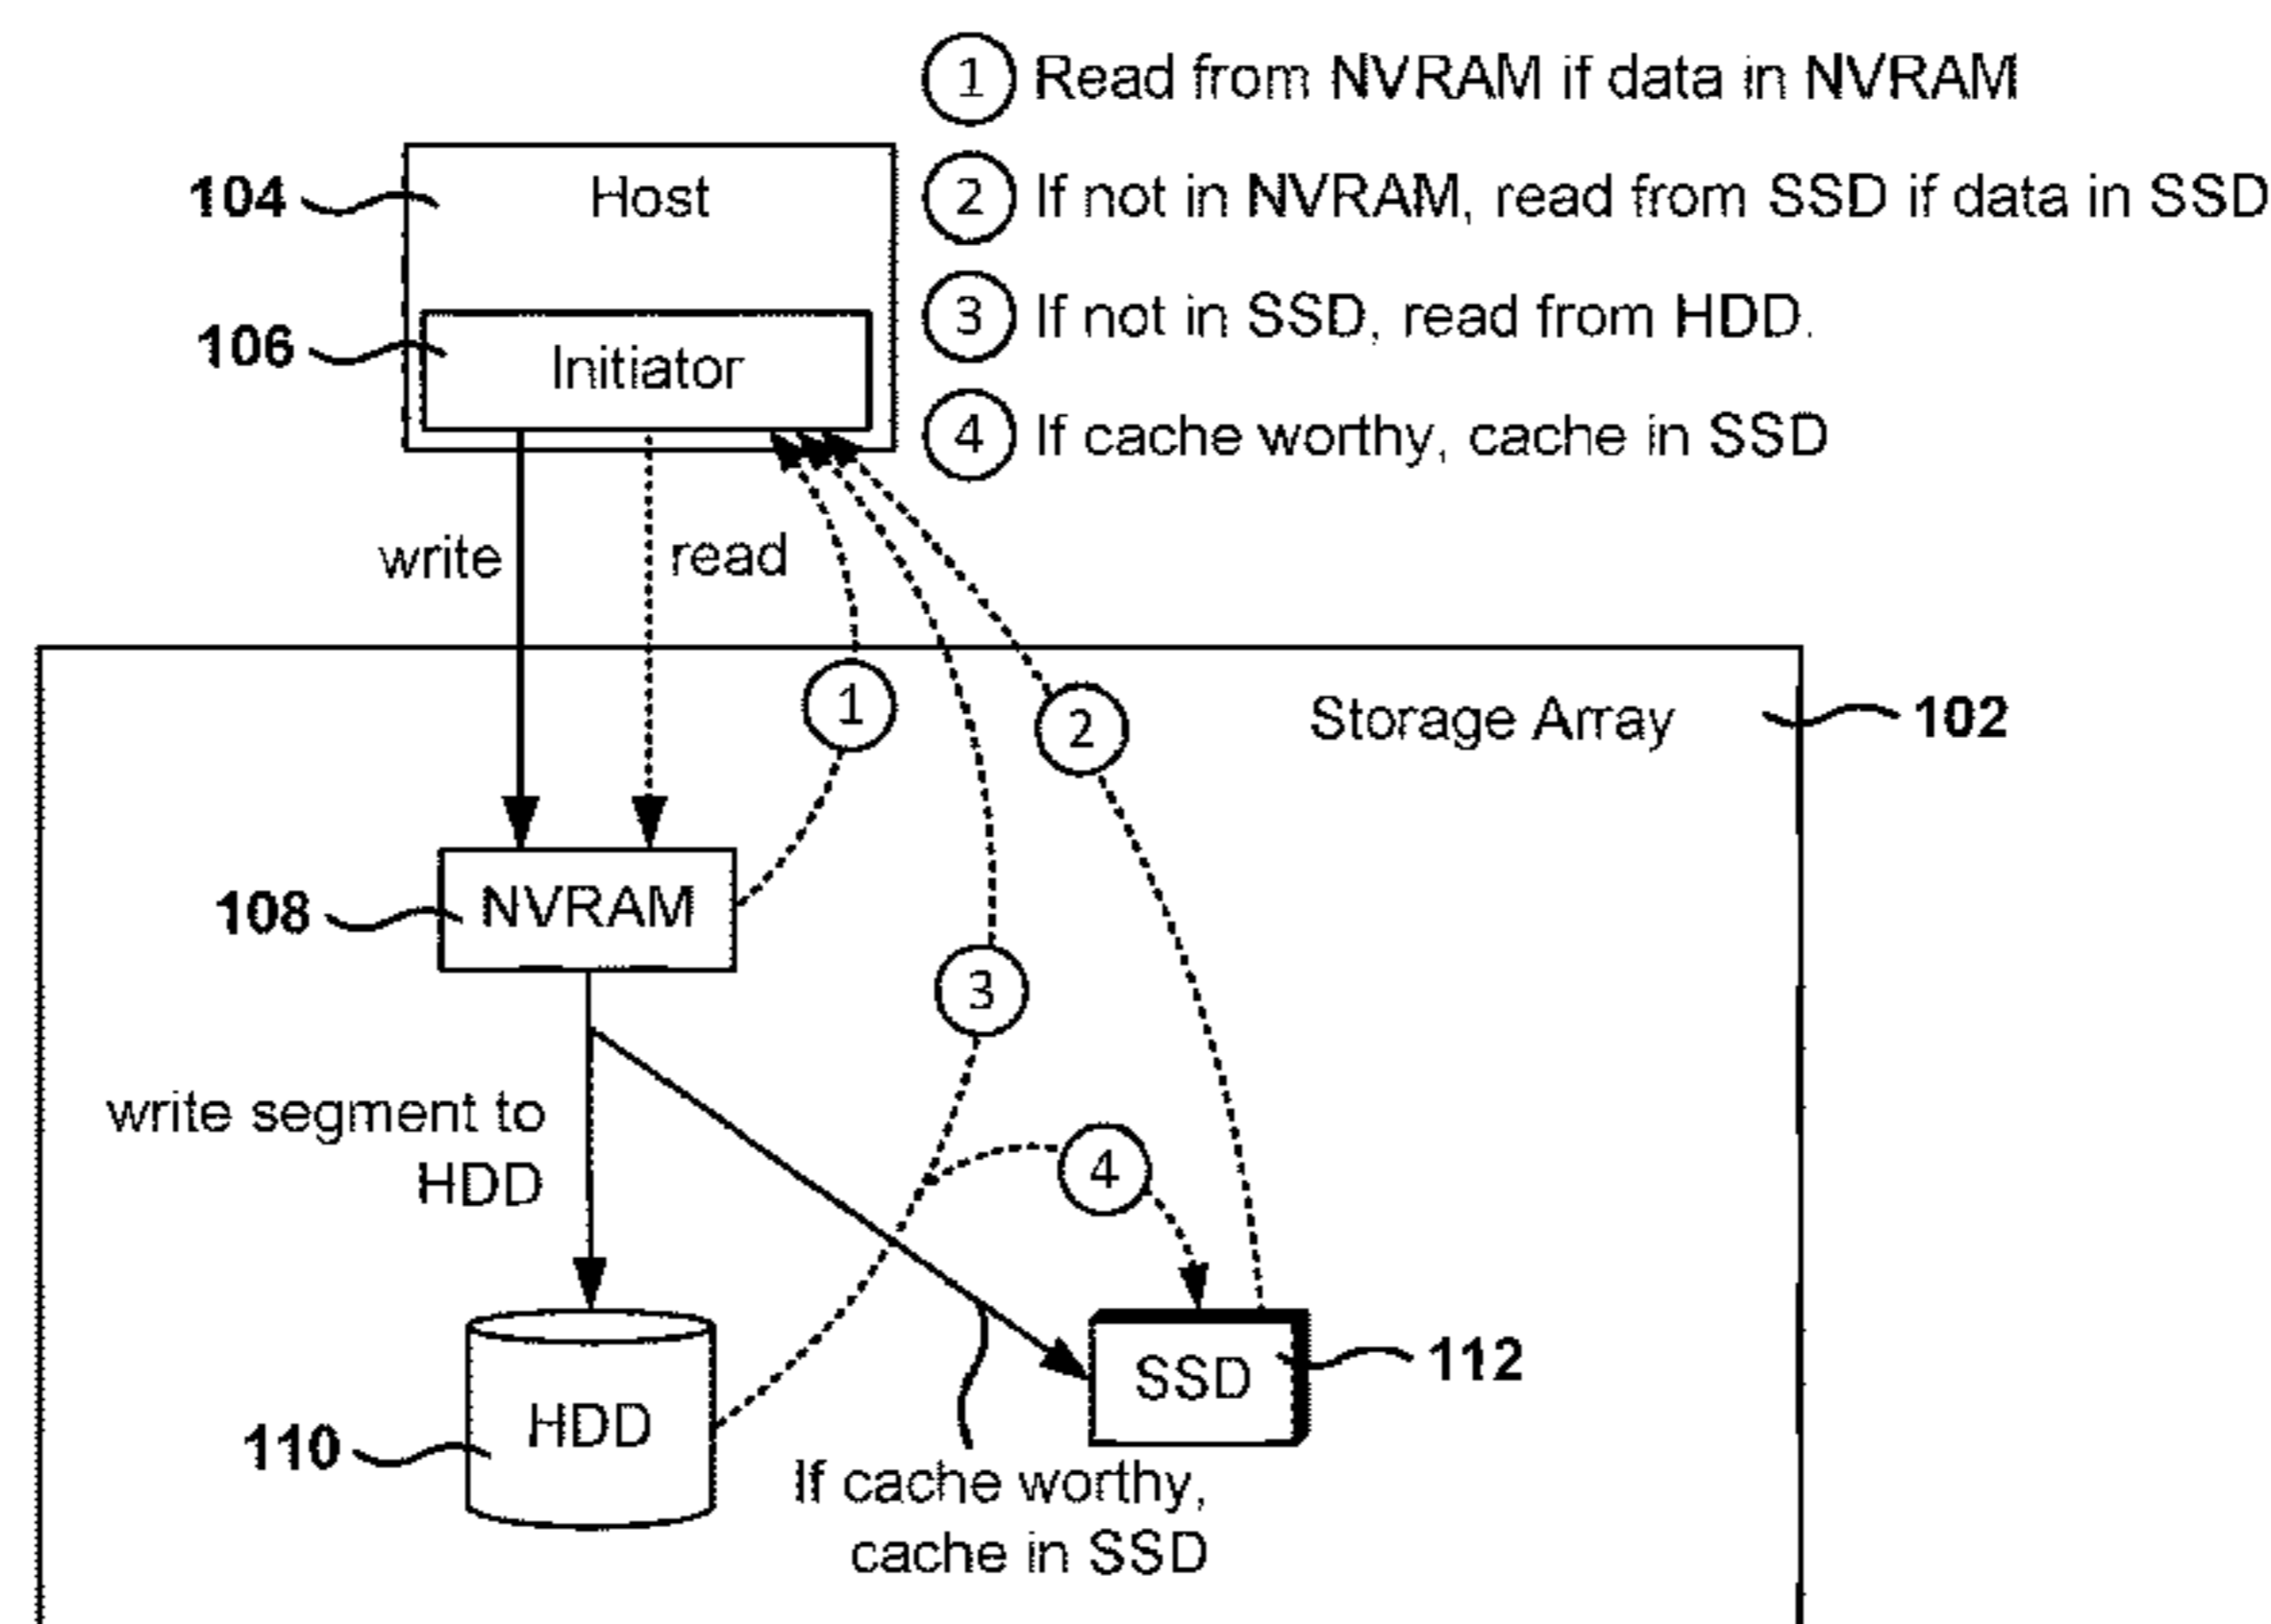 1 Read from NVRAM if data in NVRAM
2 If not in NVRAM, read from SSD if data in SSD
3 If not in SSD, read from HDD.
4 If cache worthy, cache in SSD
104 Host
106 Initiator
write read
1
2
Storage Array 102
108 NVRAM
3
write segment to
HDD
4
110 HDD
SSD 112
If cache worthy,
cache in SSD